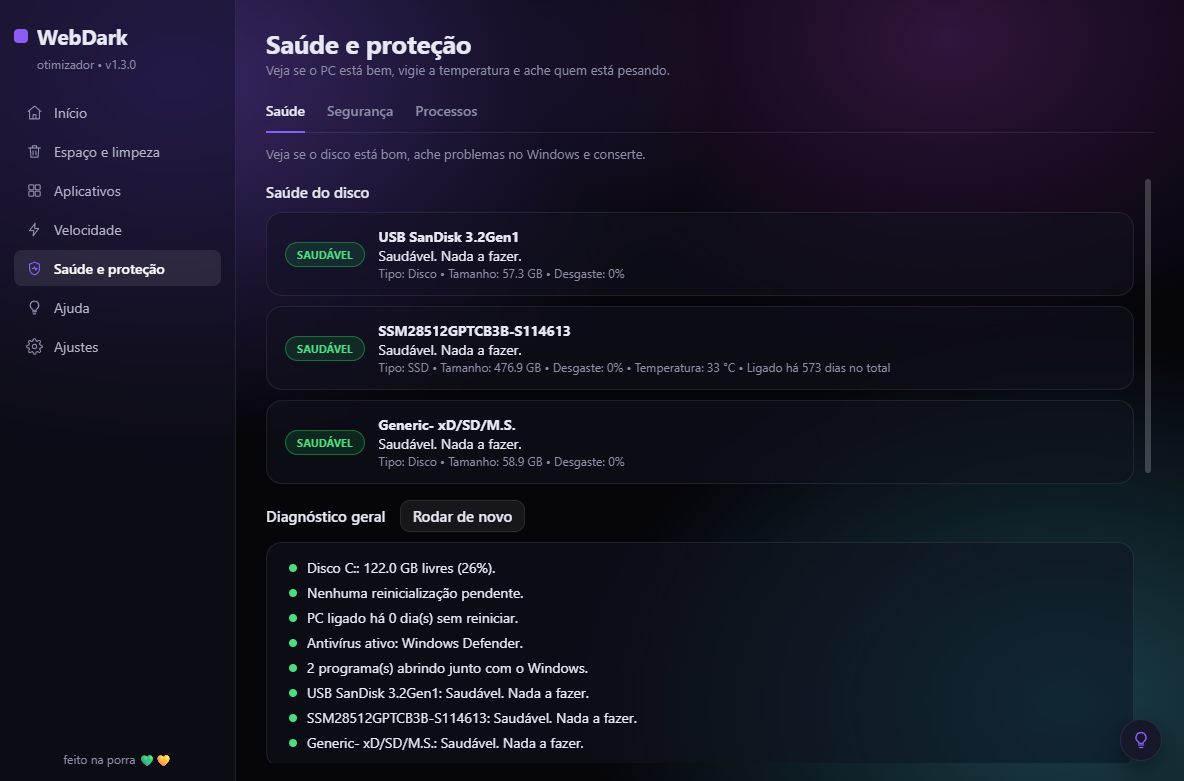 WebDark
otimizador • v1.3.0
Início
Espaço e limpeza
Aplicativos
Velocidade
Saúde e proteção
Ajuda
Ajustes
feito na porra 💚💛
Saúde e proteção
Veja se o PC está bem, vigie a temperatura e ache quem está pesando.
Saúde Segurança Processos
Veja se o disco está bom, ache problemas no Windows e conserte.
Saúde do disco
SAUDÁVEL
USB SanDisk 3.2Gen1
Saudável. Nada a fazer.
Tipo: Disco • Tamanho: 57.3 GB • Desgaste: 0%
SAUDÁVEL
SSM28512GPTCB3B-S114613
Saudável. Nada a fazer.
Tipo: SSD • Tamanho: 476.9 GB • Desgaste: 0% • Temperatura: 33 °C • Ligado há 573 dias no total
SAUDÁVEL
Generic- xD/SD/M.S.
Saudável. Nada a fazer.
Tipo: Disco • Tamanho: 58.9 GB • Desgaste: 0%
Diagnóstico geral Rodar de novo
Disco C:: 122.0 GB livres (26%).
Nenhuma reinicialização pendente.
PC ligado há 0 dia(s) sem reiniciar.
Antivírus ativo: Windows Defender.
2 programa(s) abrindo junto com o Windows.
USB SanDisk 3.2Gen1: Saudável. Nada a fazer.
SSM28512GPTCB3B-S114613: Saudável. Nada a fazer.
Generic- xD/SD/M.S.: Saudável. Nada a fazer.